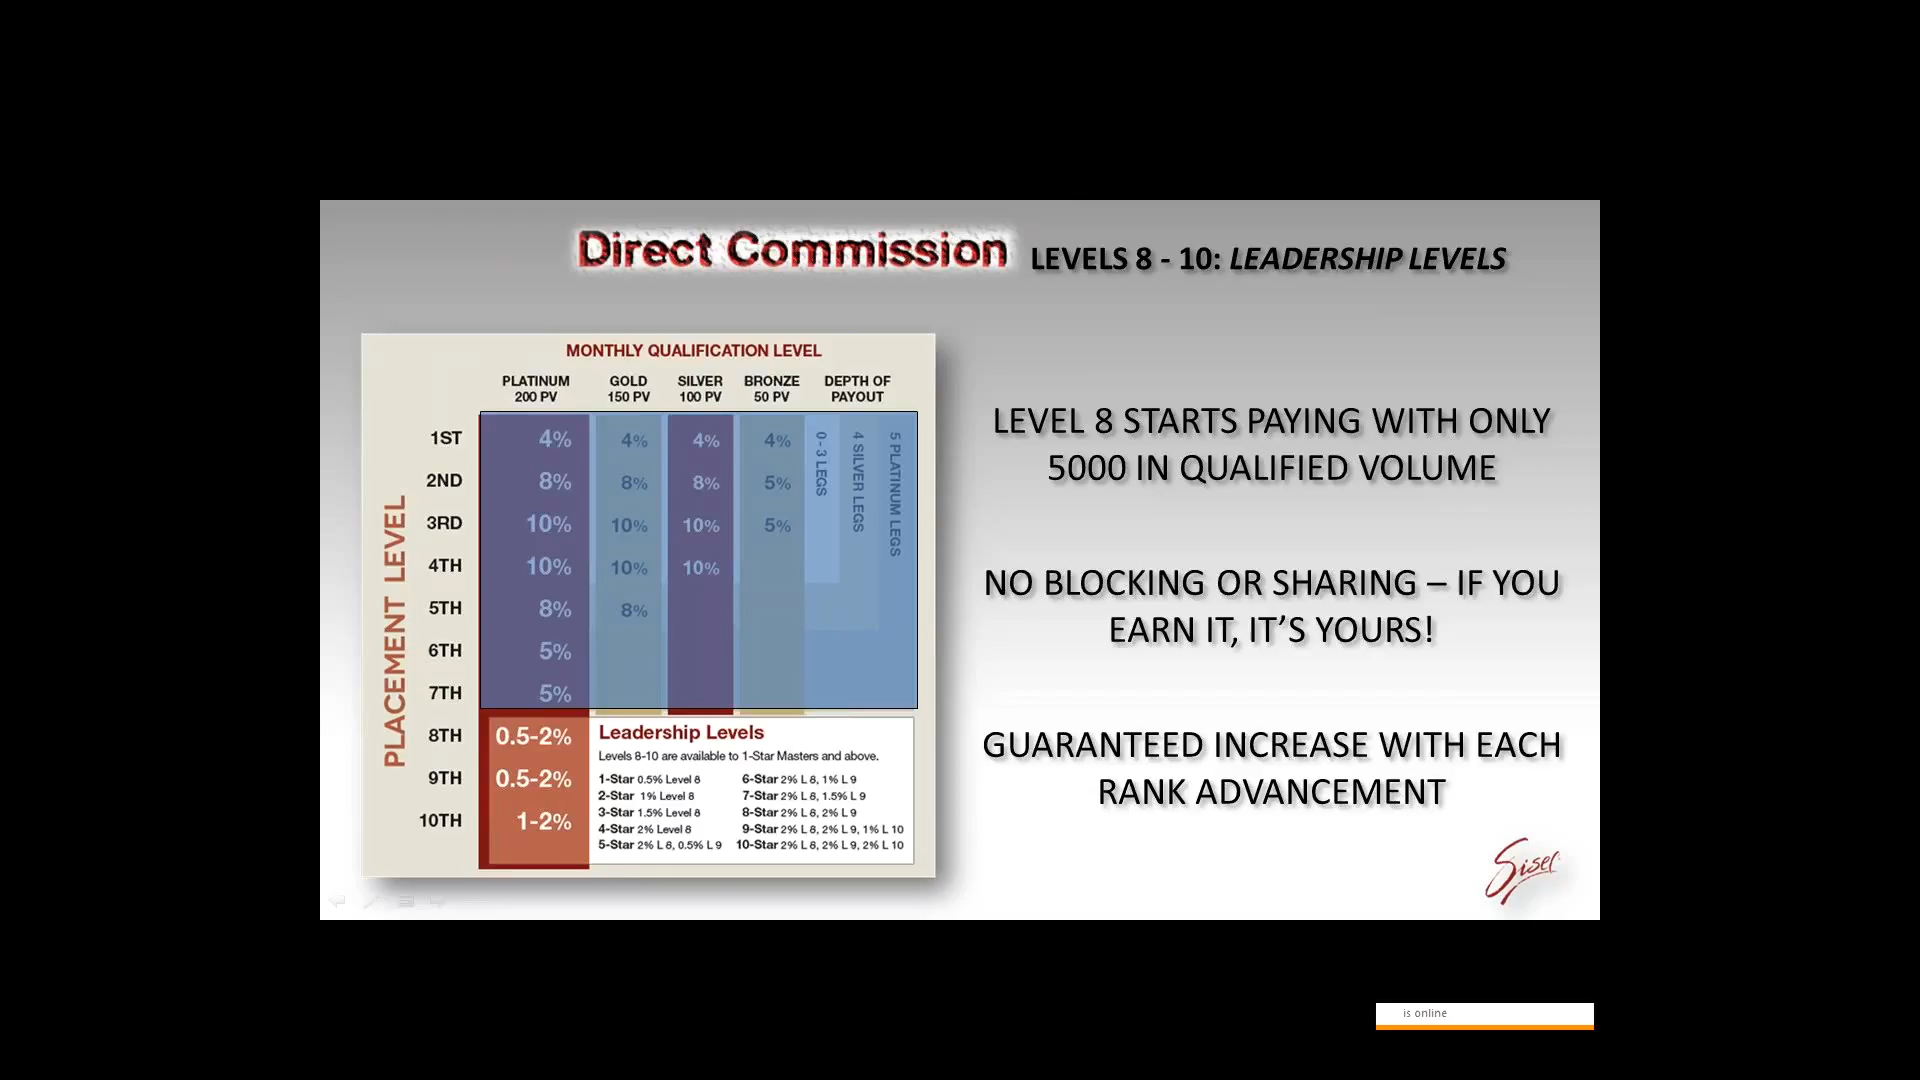 Direct Commission LEVELS 8 - 10: LEADERSHIP LEVELS
MONTHLY QUALIFICATION LEVEL
PLATINUM GOLD SILVER BRONZE DEPTH OF
200 PV 150 PV 100 PV 50 PV PAYOUT
PLACEMENT LEVEL
1ST 4% 4% 4% 4%
2ND 8% 8% 8% 5%
3RD 10% 10% 10% 5%
4TH 10% 10% 10%
5TH 8% 8%
6TH 5%
7TH 5%
0 - 3 LEGS
4 SILVER LEGS
5 PLATINUM LEGS
8TH 0.5-2%
9TH 0.5-2%
10TH 1-2%
Leadership Levels
Levels 8-10 are available to 1-Star Masters and above.
1-Star 0.5% Level 8
2-Star 1% Level 8
3-Star 1.5% Level 8
4-Star 2% Level 8
5-Star 2% L 8, 0.5% L 9
6-Star 2% L 8, 1% L 9
7-Star 2% L 8, 1.5% L 9
8-Star 2% L 8, 2% L 9
9-Star 2% L 8, 2% L 9, 1% L 10
10-Star 2% L 8, 2% L 9, 2% L 10
LEVEL 8 STARTS PAYING WITH ONLY
5000 IN QUALIFIED VOLUME
NO BLOCKING OR SHARING – IF YOU
EARN IT, IT’S YOURS!
GUARANTEED INCREASE WITH EACH
RANK ADVANCEMENT
Sisel
is online